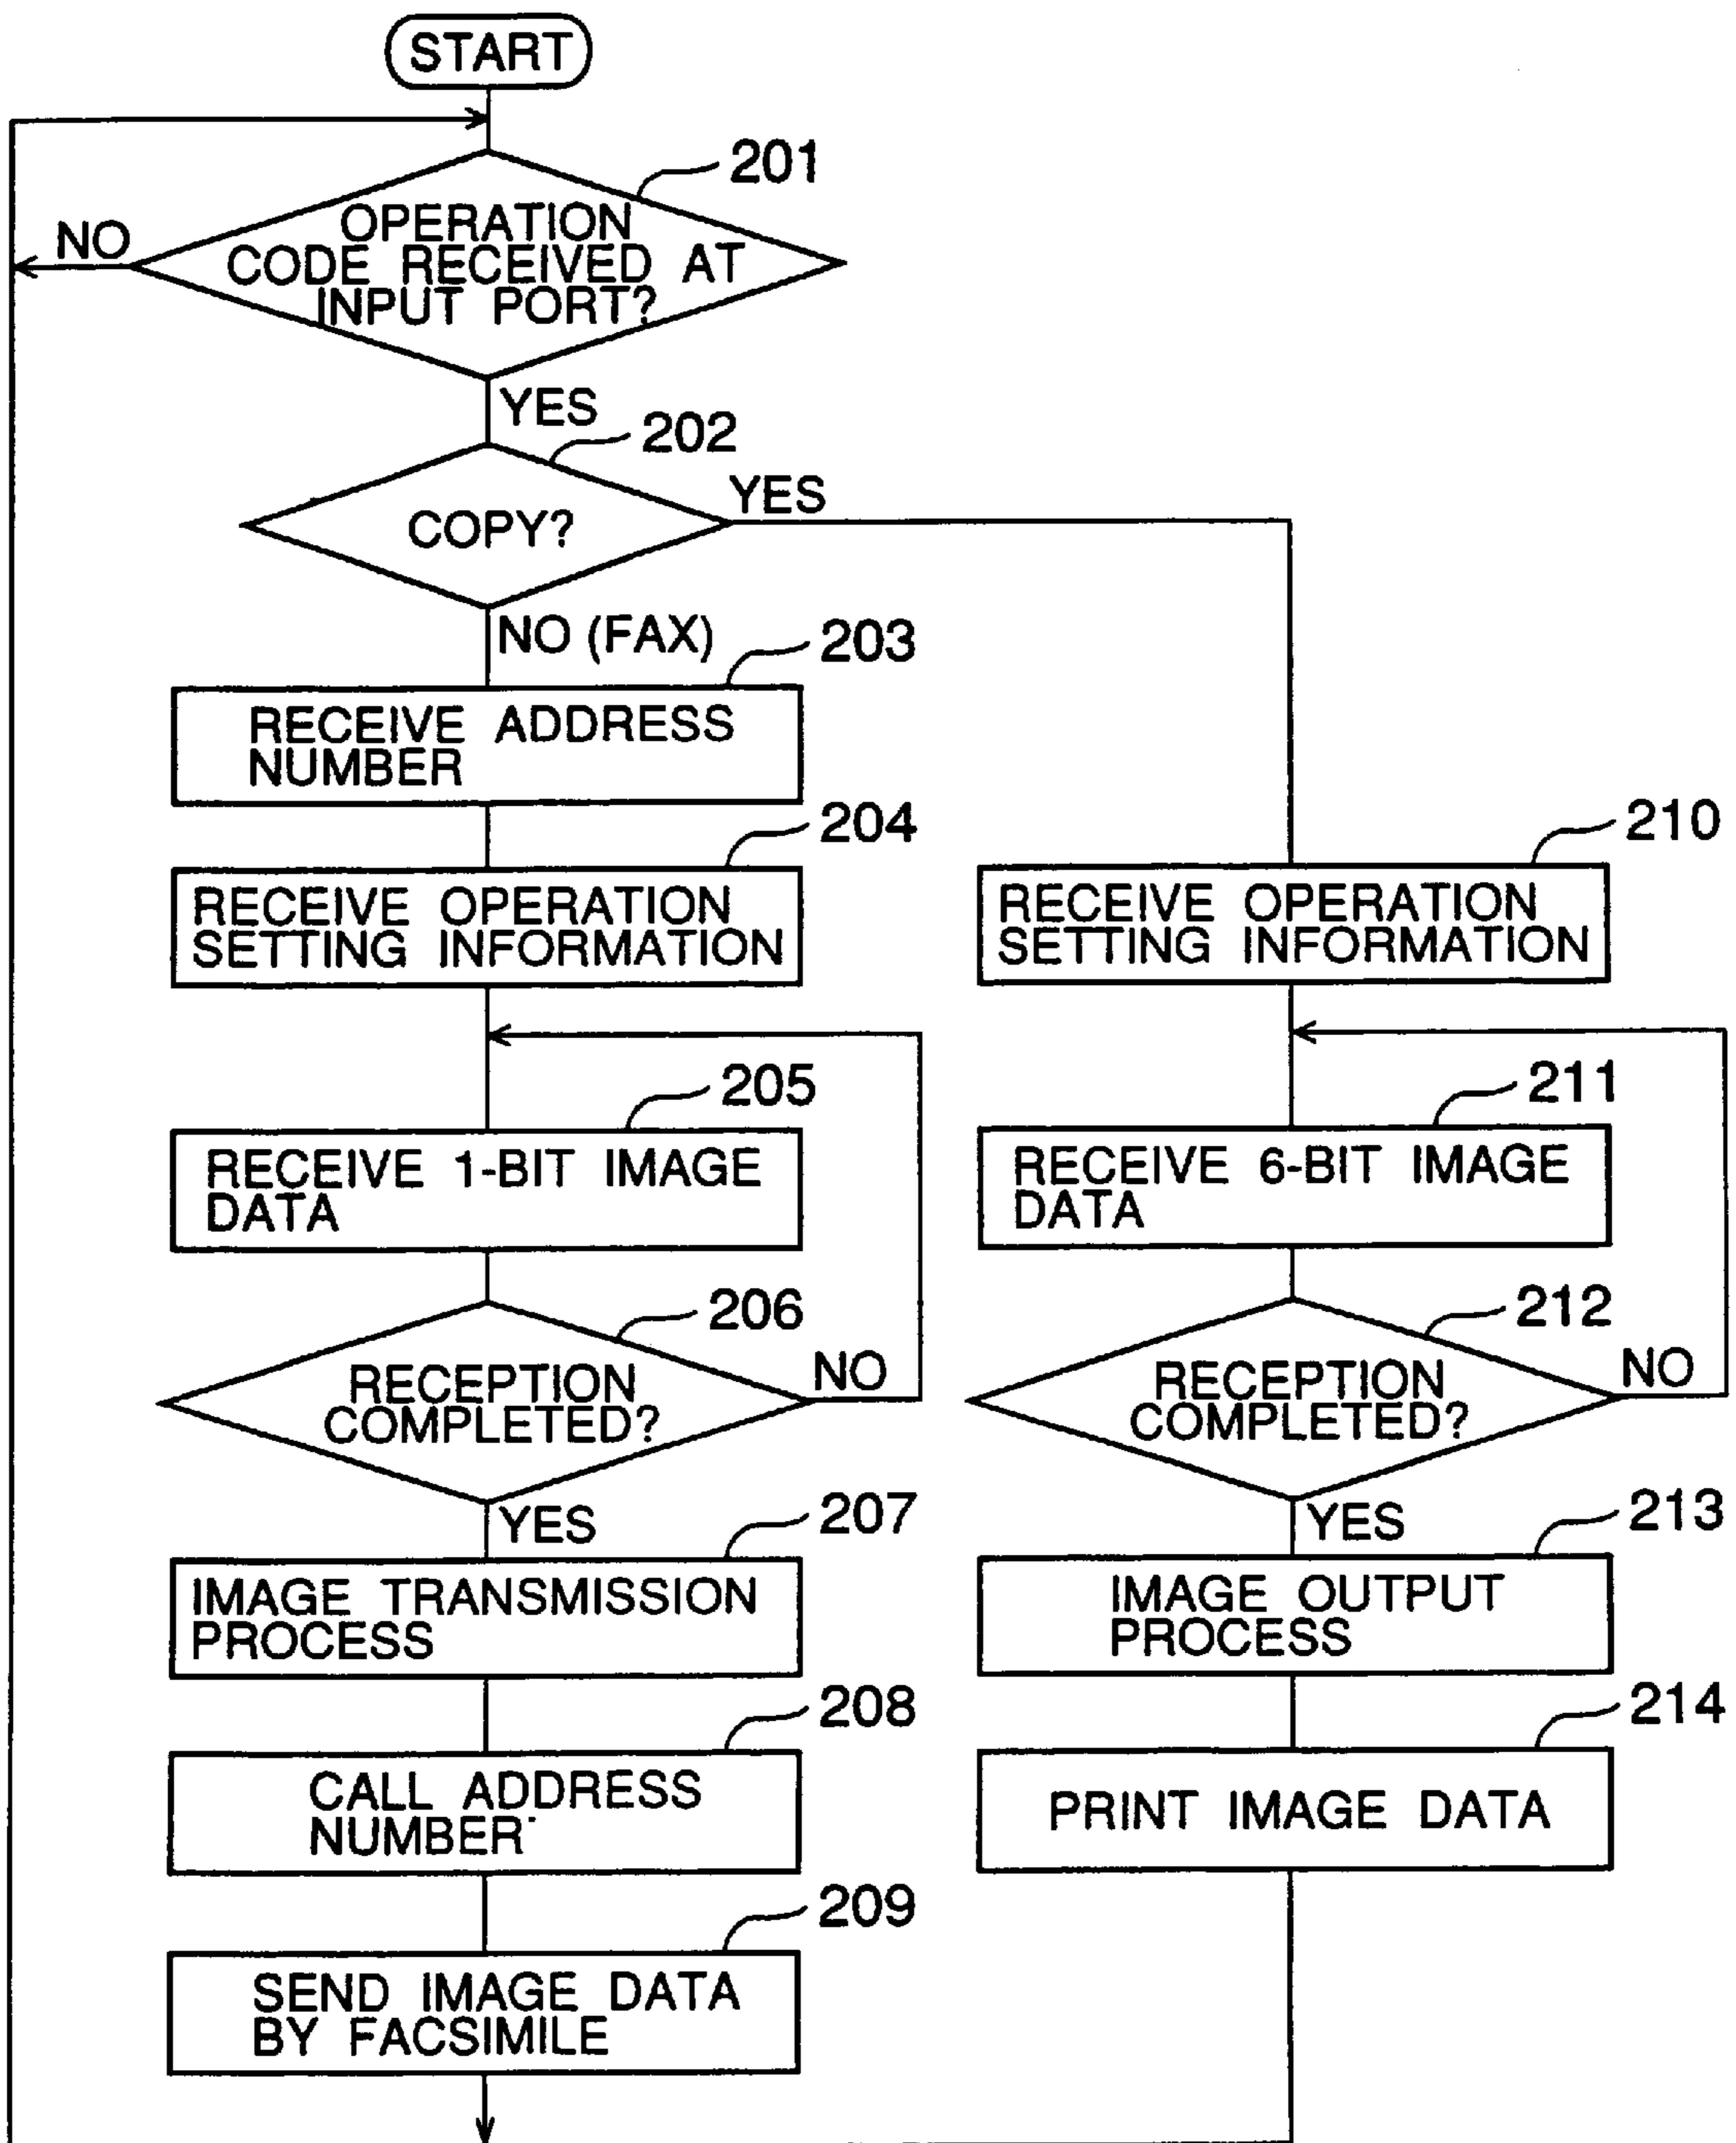 START
201
OPERATION
CODE RECEIVED AT
INPUT PORT?
NO
YES
202
COPY?
YES
NO (FAX)
203
RECEIVE ADDRESS
NUMBER
204
RECEIVE OPERATION
SETTING INFORMATION
205
RECEIVE 1-BIT IMAGE
DATA
206
RECEPTION
COMPLETED?
NO
YES
207
IMAGE TRANSMISSION
PROCESS
208
CALL ADDRESS
NUMBER
209
SEND IMAGE DATA
BY FACSIMILE
210
RECEIVE OPERATION
SETTING INFORMATION
211
RECEIVE 6-BIT IMAGE
DATA
212
RECEPTION
COMPLETED?
NO
YES
213
IMAGE OUTPUT
PROCESS
214
PRINT IMAGE DATA